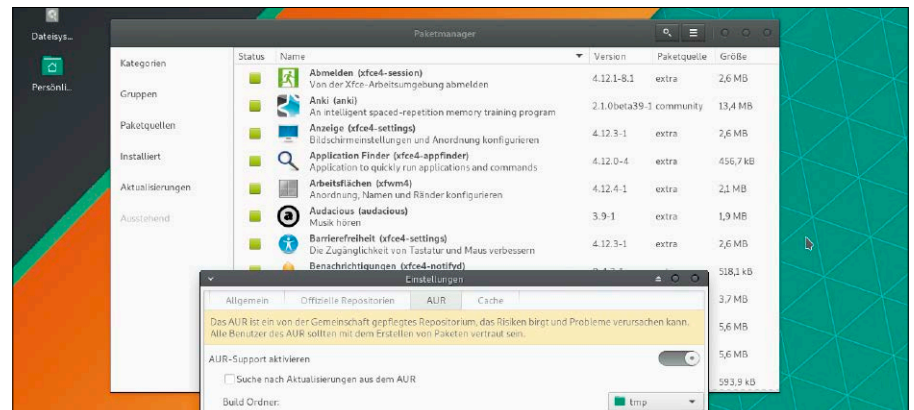 Dateisys...
Persönli...
Paketmanager
Kategorien
Gruppen
Paketquellen
Installiert
Aktualisierungen
Ausstehend
Status Name Version Paketquelle Größe
Abmelden (xfce4-session) 4.12.1-8.1 extra 2,6 MB
Von der Xfce-Arbeitsumgebung abmelden
Anki (anki) 2.1.0beta39-1 community 13,4 MB
An intelligent spaced-repetition memory training program
Anzeige (xfce4-settings) 4.12.3-1 extra 2,6 MB
Bildschirmeinstellungen und Anordnung konfigurieren
Application Finder (xfce4-appfinder) 4.12.0-4 extra 456,7 kB
Application to quickly run applications and commands
Arbeitsflächen (xfwm4) 4.12.4-1 extra 2,1 MB
Anordnung, Namen und Ränder konfigurieren
Audacious (audacious) 3.9-1 extra 1,9 MB
Musik hören
Barrierefreiheit (xfce4-settings) 4.12.3-1 extra 2,6 MB
Die Zugänglichkeit von Tastatur und Maus verbessern
Benachrichtigungen (xfce4-notifyd) 518,1 kB
3,7 MB
5,6 MB
5,6 MB
593,9 kB
Einstellungen
Allgemein Offizielle Repositorien AUR Cache
Das AUR ist ein von der Gemeinschaft gepflegtes Repositorium, das Risiken birgt und Probleme verursachen kann.
Alle Benutzer des AUR sollten mit dem Erstellen von Paketen vertraut sein.
AUR-Support aktivieren
Suche nach Aktualisierungen aus dem AUR
Build Ordner: tmp